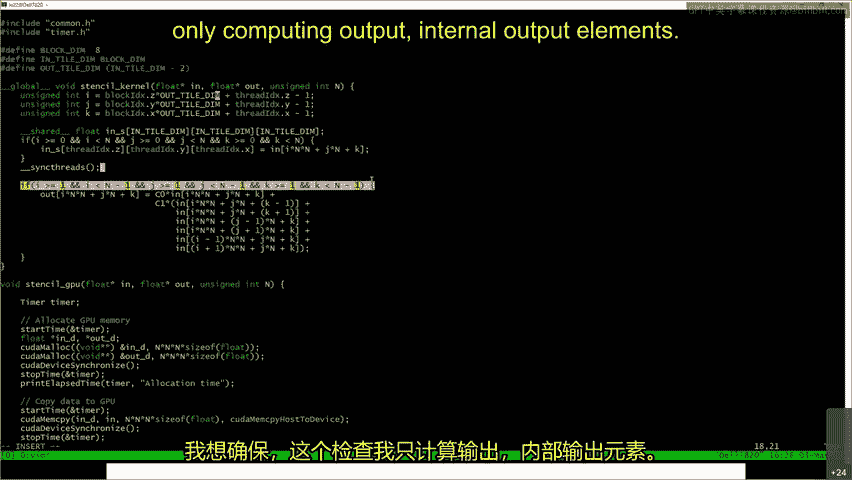 only computing output, internal output elements.
#include "common.h"
#include "timer.h"
#define BLOCK_DIM  8
#define IN_TILE_DIM BLOCK_DIM
#define OUT_TILE_DIM (IN_TILE_DIM - 2)
__global__ void stencil_kernel(float* in, float* out, unsigned int N) {
unsigned int i = blockIdx.z*OUT_TILE_DIM + threadIdx.z - 1;
unsigned int j = blockIdx.y*OUT_TILE_DIM + threadIdx.y - 1;
unsigned int k = blockIdx.x*OUT_TILE_DIM + threadIdx.x - 1;
__shared__ float in_s[IN_TILE_DIM][IN_TILE_DIM][IN_TILE_DIM];
if(i >= 0 && i < N && j >= 0 && j < N && k >= 0 && k < N) {
in_s[threadIdx.z][threadIdx.y][threadIdx.x] = in[i*N*N + j*N + k];
}
__syncthreads();
if(i >= 1 && i < N - 1 && j >= 1 && j < N - 1 && k >= 1 && k < N - 1) {
out[i*N*N + j*N + k] = C0*in[i*N*N + j*N + k] +
C1*(in[i*N*N + j*N + (k - 1)] +
in[i*N*N + j*N + (k + 1)] +
in[i*N*N + (j - 1)*N + k] +
in[i*N*N + (j + 1)*N + k] +
in[(i - 1)*N*N + j*N + k] +
in[(i + 1)*N*N + j*N + k]);
}
}
void stencil_gpu(float* in, float* out, unsigned int N) {
Timer timer;
// Allocate GPU memory
startTime(&timer);
float *in_d, *out_d;
cudaMalloc((void**) &in_d, N*N*N*sizeof(float));
cudaMalloc((void**) &out_d, N*N*N*sizeof(float));
cudaDeviceSynchronize();
stopTime(&timer);
printElapsedTime(timer, "Allocation time");
// Copy data to GPU
startTime(&timer);
cudaMemcpy(in_d, in, N*N*N*sizeof(float), cudaMemcpyHostToDevice);
cudaDeviceSynchronize();
stopTime(&timer);
-- INSERT --
18,21
我想确保，这个检查我只计算输出，内部输出元素。
+24